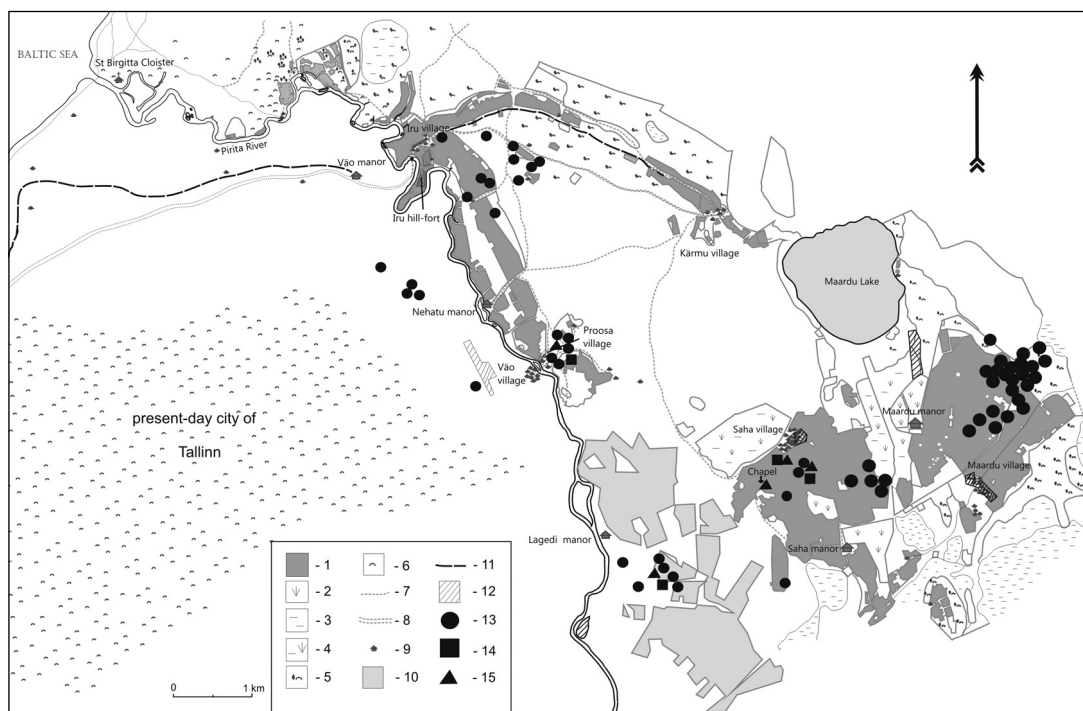 BALTIC SEA
St Birgitta Cloister
Pirita River
Iru village
Väo manor
Iru hill-fort
Kärmu village
Maardu Lake
Nehatu manor
Proosa
village
Väo
village
present-day city of
Tallinn
Saha village
Maardu manor
Chapel
Maardu village
Lagedi manor
Saha manor
- 1
- 2
- 3
- 4
- 5
- 6
- 7
- 8
- 9
- 10
- 11
- 12
- 13
- 14
- 15
0 1 km